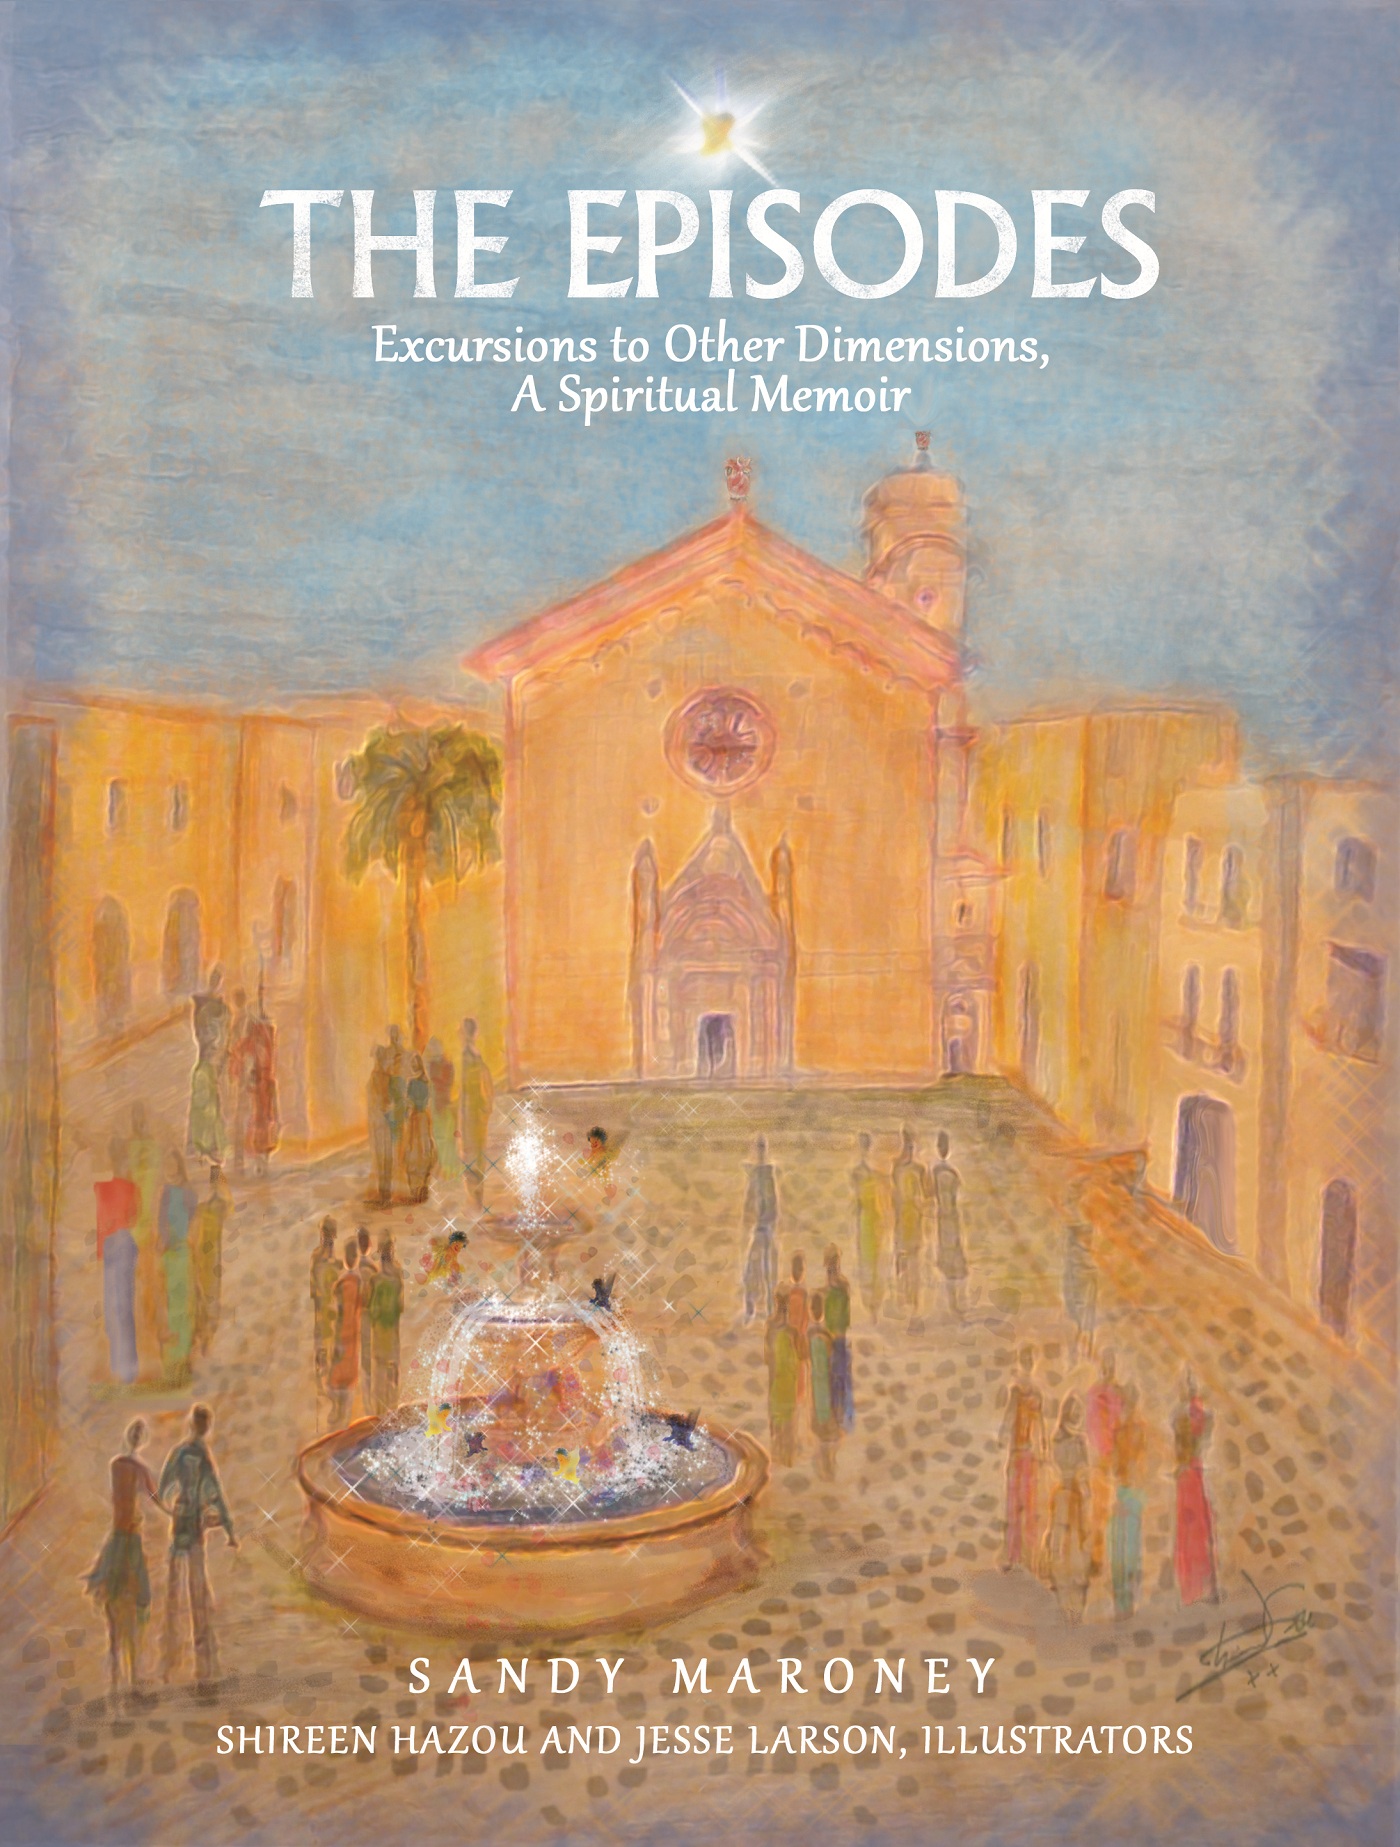 THE EPISODES
Excursions to Other Dimensions,
A Spiritual Memoir
SANDY MARONEY
SHIREEN HAZOU AND JESSE LARSON, ILLUSTRATORS